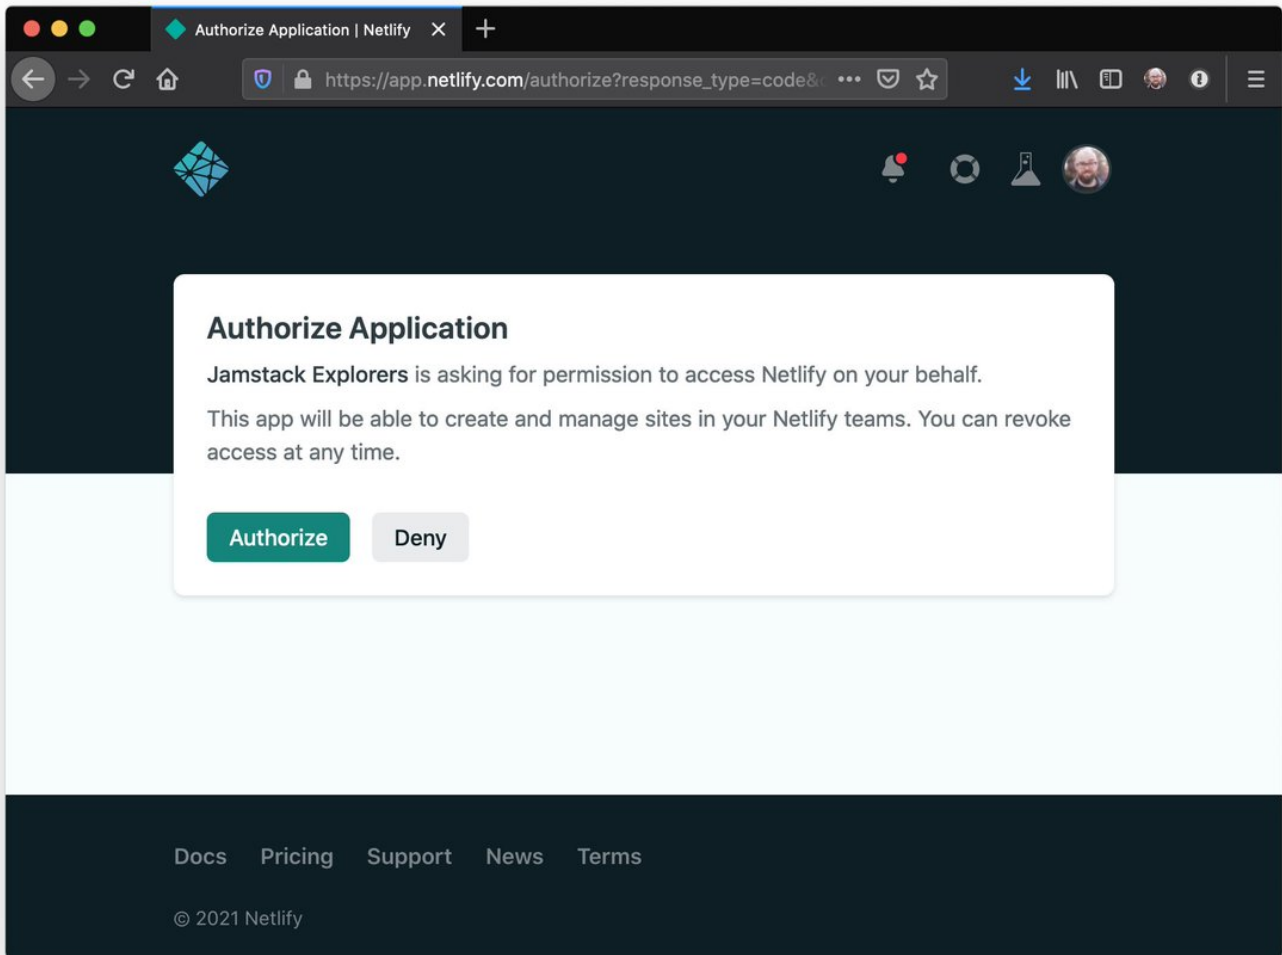 Authorize Application | Netlify
https://app.netlify.com/authorize?response_type=code&
Authorize Application
Jamstack Explorers is asking for permission to access Netlify on your behalf.
This app will be able to create and manage sites in your Netlify teams. You can revoke
access at any time.
Authorize Deny
Docs Pricing Support News Terms
© 2021 Netlify